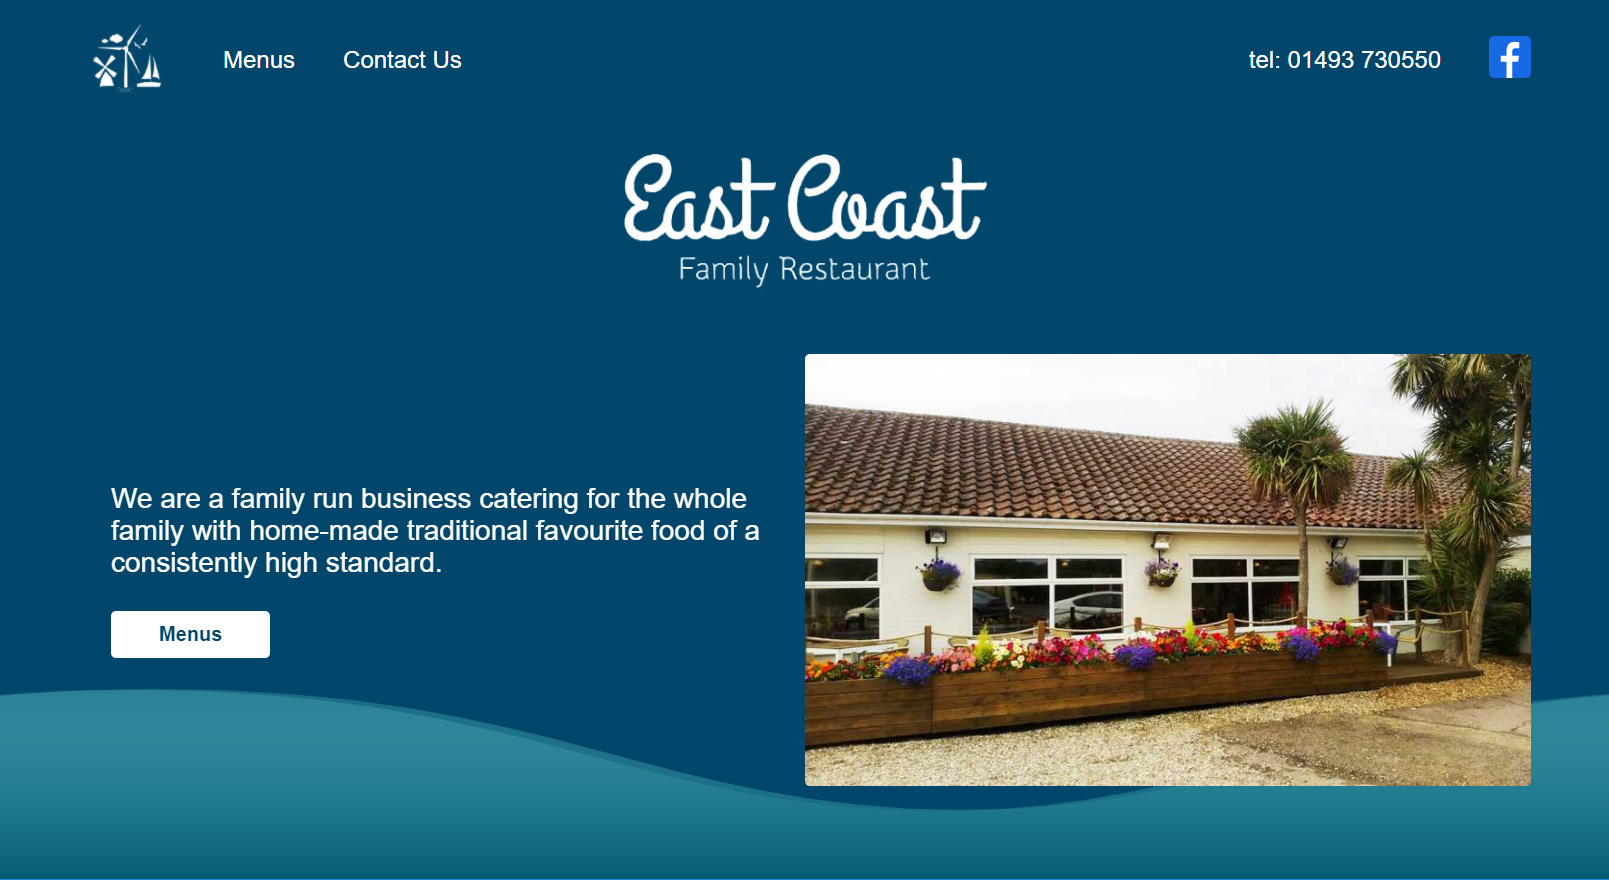 Menus
Contact Us
tel: 01493 730550
East Coast
Family Restaurant
We are a family run business catering for the whole
family with home-made traditional favourite food of a
consistently high standard.
Menus